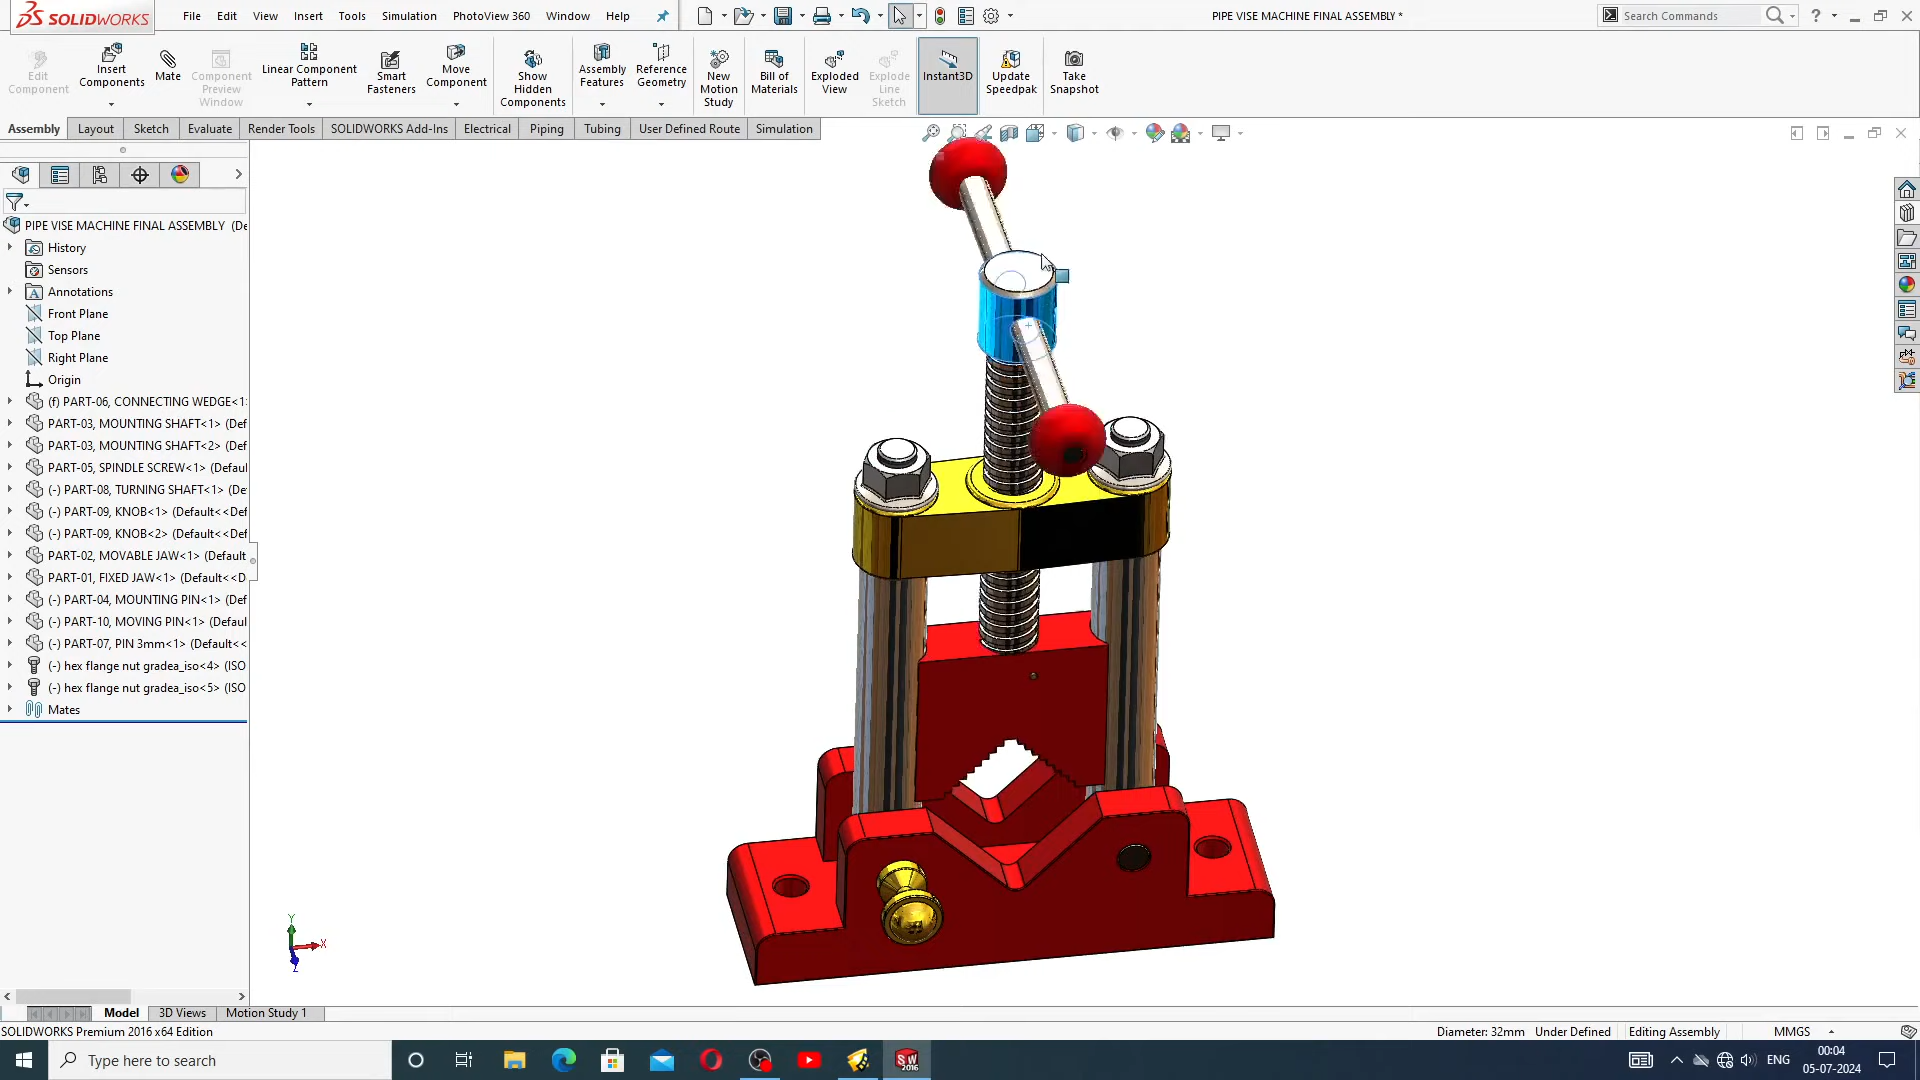 SOLIDWORKS File Edit View Insert Tools Simulation PhotoView 360 Window Help PIPE VISE MACHINE FINAL ASSEMBLY * Search Commands ?
Edit Component
Insert Components
Mate
Component Preview Window
Linear Component Pattern
Smart Fasteners
Move Component
Show Hidden Components
Assembly Features
Reference Geometry
New Motion Study
Bill of Materials
Exploded View
Explode Line Sketch
Instant3D
Update Speedpak
Take Snapshot
Assembly Layout Sketch Evaluate Render Tools SOLIDWORKS Add-Ins Electrical Piping Tubing User Defined Route Simulation
PIPE VISE MACHINE FINAL ASSEMBLY (De
History
Sensors
Annotations
Front Plane
Top Plane
Right Plane
Origin
(f) PART-06, CONNECTING WEDGE<1>
PART-03, MOUNTING SHAFT<1> (Def
PART-03, MOUNTING SHAFT<2> (Def
PART-05, SPINDLE SCREW<1> (Defaul
(-) PART-08, TURNING SHAFT<1> (De
(-) PART-09, KNOB<1> (Default<<Def
(-) PART-09, KNOB<2> (Default<<Def
PART-02, MOVABLE JAW<1> (Default
PART-01, FIXED JAW<1> (Default<<D
(-) PART-04, MOUNTING PIN<1> (Def
(-) PART-10, MOVING PIN<1> (Defaul
(-) PART-07, PIN 3mm<1> (Default<<
(-) hex flange nut gradea_iso<4> (ISO
(-) hex flange nut gradea_iso<5> (ISO
Mates
Y
X
Z
Model 3D Views Motion Study 1
SOLIDWORKS Premium 2016 x64 Edition Diameter: 32mm Under Defined Editing Assembly MMGS
Type here to search SW 2016 ENG 00:04
05-07-2024